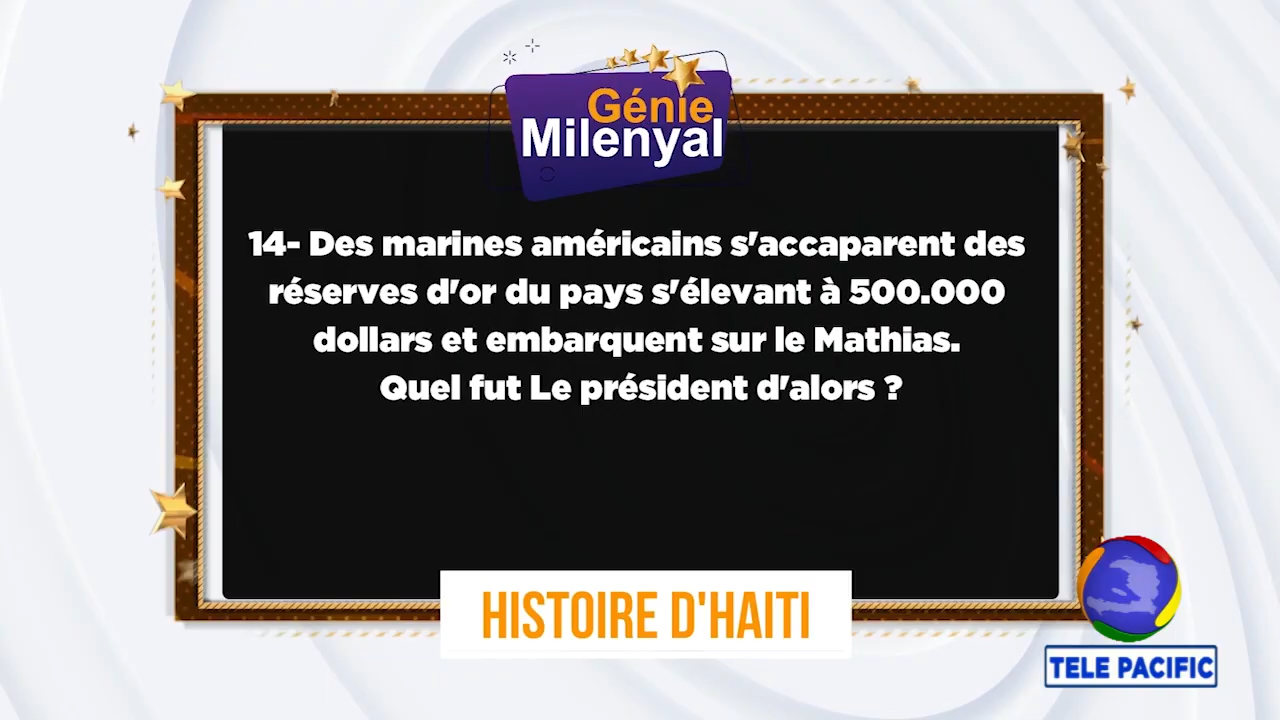 Génie
Milenyal
14- Des marines américains s'accaparent des
réserves d'or du pays s'élevant à 500.000
dollars et embarquent sur le Mathias.
Quel fut Le président d'alors ?
HISTOIRE D'HAITI
TELE PACIFIC